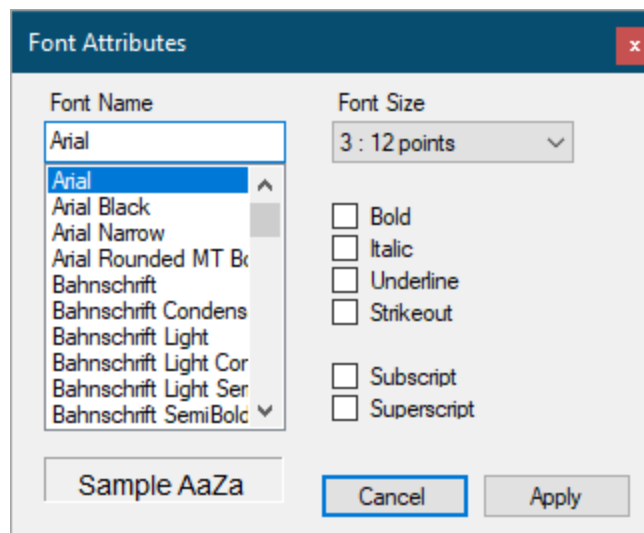 Font Attributes
x
Font Name
Font Size
Arial
3 : 12 points
Arial
Arial Black
Arial Narrow
Arial Rounded MT Bo
Bahnschrift
Bahnschrift Condens
Bahnschrift Light
Bahnschrift Light Con
Bahnschrift Light Sem
Bahnschrift SemiBold
Bold
Italic
Underline
Strikeout
Subscript
Superscript
Sample AaZa
Cancel
Apply